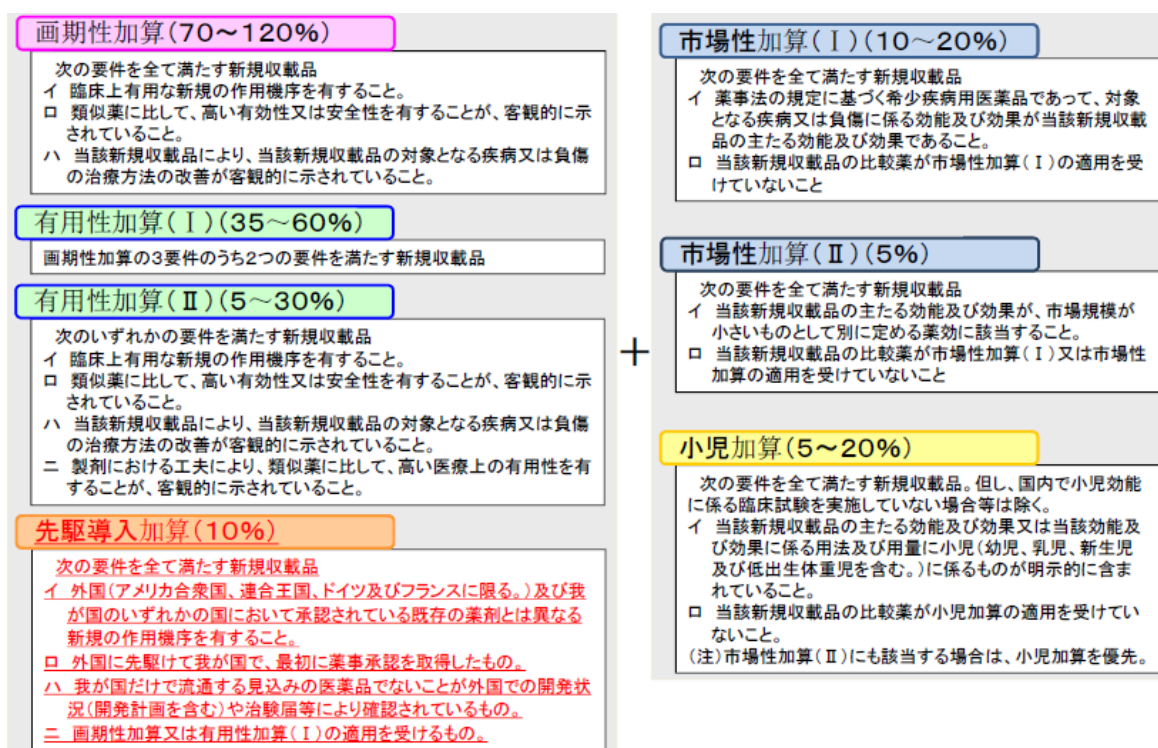 画期性加算(70～120%)
次の要件を全て満たす新規収載品
イ 臨床上有用な新規の作用機序を有すること。
ロ 類似薬に比して、高い有効性又は安全性を有することが、客観的に示
されていること。
ハ 当該新規収載品により、当該新規収載品の対象となる疾病又は負傷
の治療方法の改善が客観的に示されていること。
有用性加算(Ⅰ)(35～60%)
画期性加算の3要件のうち2つの要件を満たす新規収載品
有用性加算(Ⅱ)(5～30%)
次のいずれかの要件を満たす新規収載品
イ 臨床上有用な新規の作用機序を有すること。
ロ 類似薬に比して、高い有効性又は安全性を有することが、客観的に示
されていること。
ハ 当該新規収載品により、当該新規収載品の対象となる疾病又は負傷
の治療方法の改善が客観的に示されていること。
ニ 製剤における工夫により、類似薬に比して、高い医療上の有用性を有
することが、客観的に示されていること。
先駆導入加算(10%)
次の要件を全て満たす新規収載品
イ 外国(アメリカ合衆国、連合王国、ドイツ及びフランスに限る。)及び我
が国のいずれかの国において承認されている既存の薬剤とは異なる
新規の作用機序を有すること。
ロ 外国に先駆けて我が国で、最初に薬事承認を取得したもの。
ハ 我が国だけで流通する見込みの医薬品でないことが外国での開発状
況(開発計画を含む)や治験届等により確認されているもの。
ニ 画期性加算又は有用性加算(Ⅰ)の適用を受けるもの。
＋
市場性加算(Ⅰ)(10～20%)
次の要件を全て満たす新規収載品
イ 薬事法の規定に基づく希少疾病用医薬品であって、対象
となる疾病又は負傷に係る効能及び効果が当該新規収載
品の主たる効能及び効果であること。
ロ 当該新規収載品の比較薬が市場性加算(Ⅰ)の適用を受
けていないこと
市場性加算(Ⅱ)(5%)
次の要件を全て満たす新規収載品
イ 当該新規収載品の主たる効能及び効果が、市場規模が
小さいものとして別に定める薬効に該当すること。
ロ 当該新規収載品の比較薬が市場性加算(Ⅰ)又は市場性
加算の適用を受けていないこと
小児加算(5～20%)
次の要件を全て満たす新規収載品。但し、国内で小児効能
に係る臨床試験を実施していない場合等は除く。
イ 当該新規収載品の主たる効能及び効果又は当該効能及
び効果に係る用法及び用量に小児(幼児、乳児、新生児
及び低出生体重児を含む。)に係るものが明示的に含ま
れていること。
ロ 当該新規収載品の比較薬が小児加算の適用を受けてい
ないこと。
(注)市場性加算(Ⅱ)にも該当する場合は、小児加算を優先。